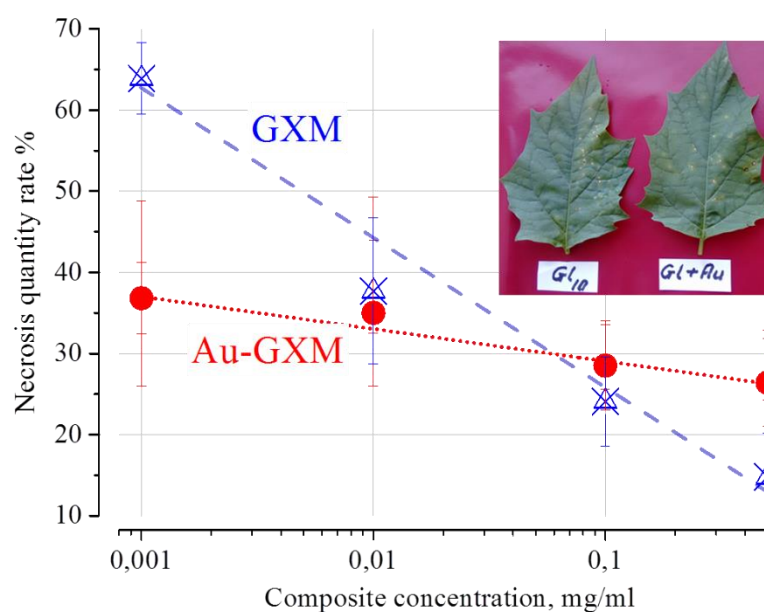 70
60
50
40
30
20
10
Necrosis quantity rate %
GXM
Au-GXM
Gl10
Gl+Au
0,001
0,01
0,1
Composite concentration, mg/ml